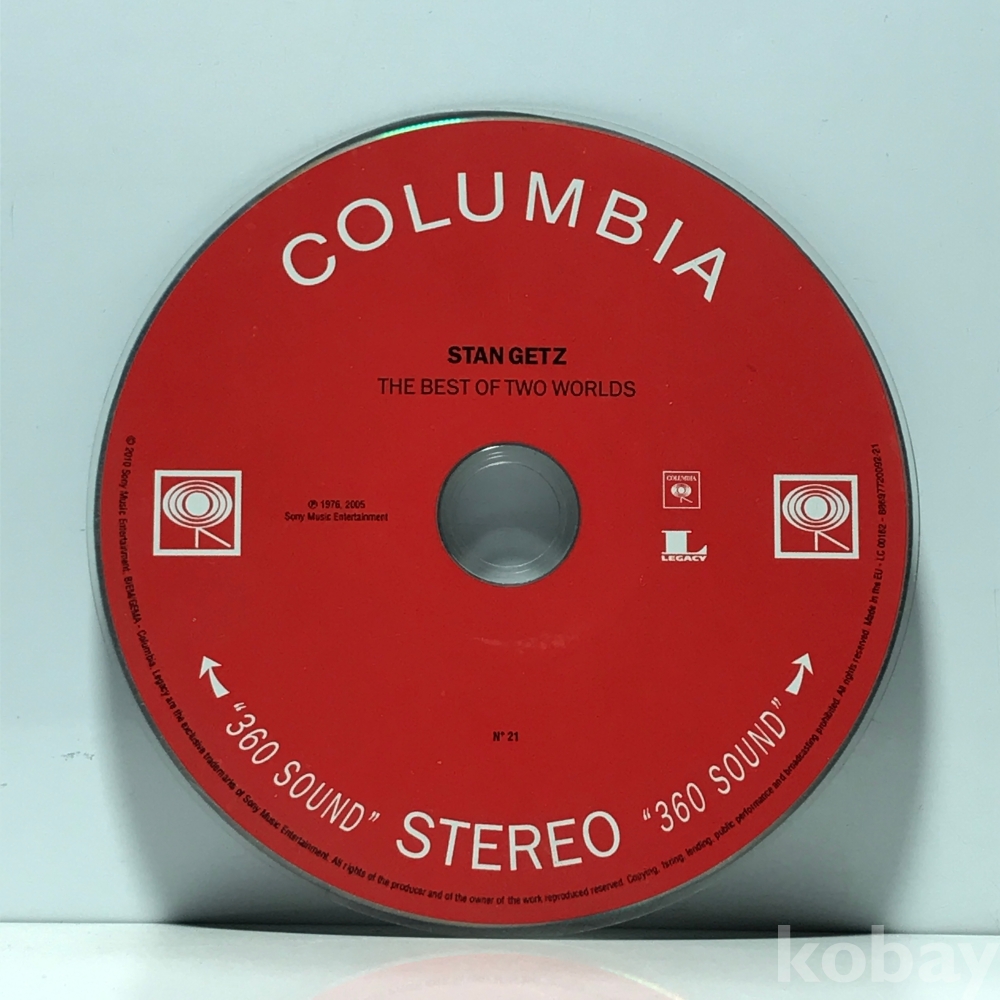 COLUMBIA
STAN GETZ
THE BEST OF TWO WORLDS
℗ 1976, 2005
Sony Music Entertainment
COLUMBIA
LEGACY
N° 21
"360 SOUND" STEREO "360 SOUND"
© 2010 Sony Music Entertainment. BIEM/GEMA - Columbia, Legacy are the exclusive trademarks of Sony Music Entertainment. All rights of the producer and of the owner of the work reproduced reserved. Copying, hiring, lending, public performance and broadcasting prohibited. All rights reserved. Made in the EU - LC 00162 - 88697720092-21
kobay